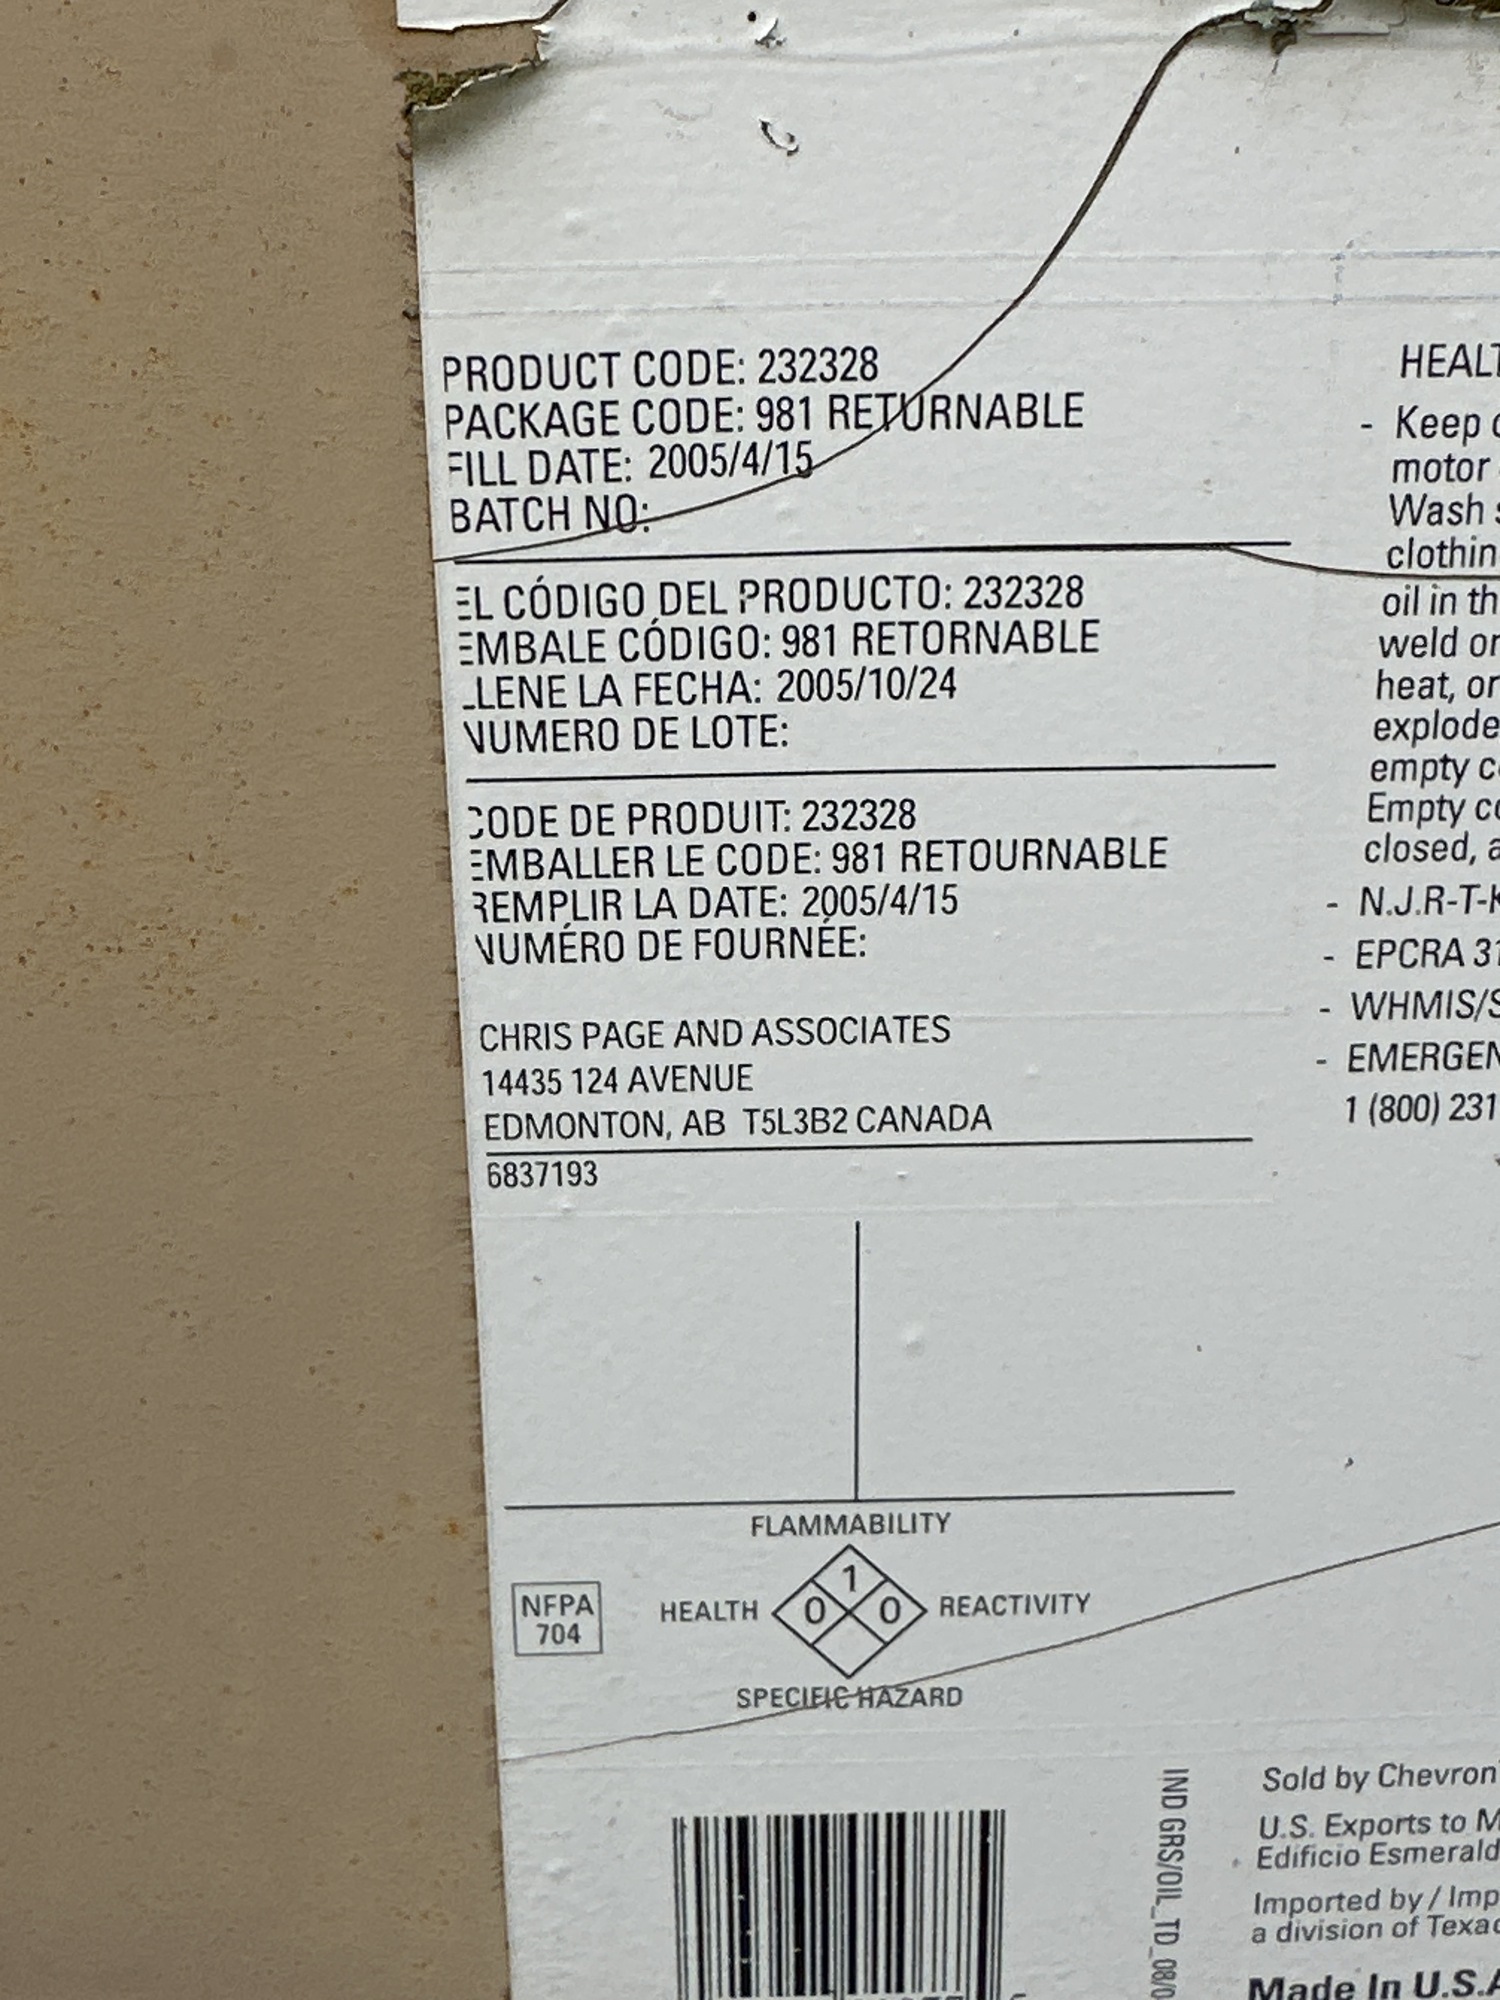 PRODUCT CODE: 232328
PACKAGE CODE: 981 RETURNABLE
FILL DATE: 2005/4/15
BATCH NO:
EL CÓDIGO DEL PRODUCTO: 232328
EMBALE CÓDIGO: 981 RETORNABLE
LLENE LA FECHA: 2005/10/24
NUMERO DE LOTE:
CODE DE PRODUIT: 232328
EMBALLER LE CODE: 981 RETOURNABLE
REMPLIR LA DATE: 2005/4/15
NUMÉRO DE FOURNÉE:
CHRIS PAGE AND ASSOCIATES
14435 124 AVENUE
EDMONTON, AB T5L3B2 CANADA
6837193
FLAMMABILITY
NFPA
704
HEALTH
1
0 0
REACTIVITY
SPECIFIC HAZARD
HEALT
- Keep
motor
Wash
clothin
oil in th
weld or
heat, or
explode
empty
Empty
closed,
- N.J.R-T-K
- EPCRA 31
- WHMIS/S
- EMERGEN
1 (800) 231
IND GRS/OIL_TD_08/0
Sold by Chevron
U.S. Exports to M
Edificio Esmerald
Imported by / Imp
a division of Texac
Made In U.S.A